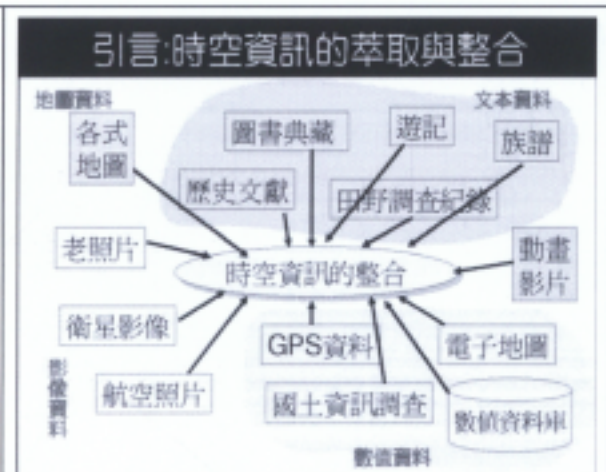 引言:時空資訊的萃取與整合
地圖資料
文本資料
各式
地圖
圖書典藏
遊記
族譜
歷史文獻
田野調查紀錄
老照片
時空資訊的整合
動畫
影片
衛星影像
GPS資料
電子地圖
影像資料
航空照片
國土資訊調查
數值資料庫
數值資料